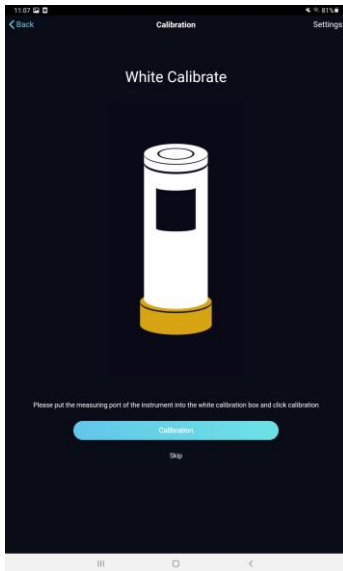 11:07 81%
Back Calibration Settings
White Calibrate
Please put the measuring port of the instrument into the white calibration box and click calibration
Calibration
Skip